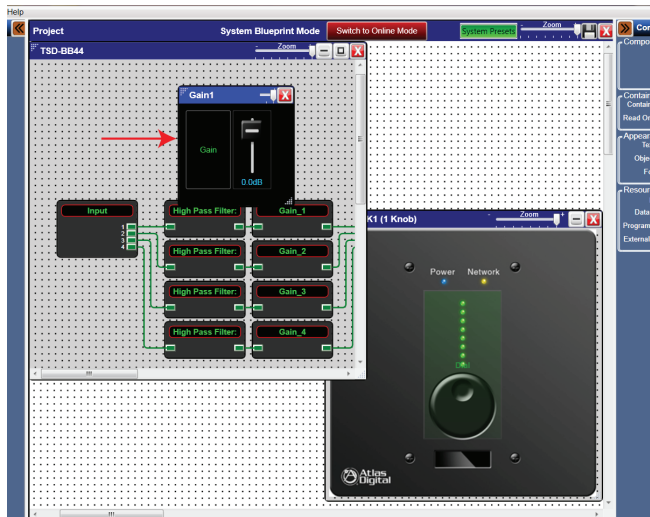 Help
Project System Blueprint Mode Switch to Online Mode System Presets - Zoom X
TSD-BB44 - Zoom X
Gain1 X
Gain
0.0dB
Input
1
2
3
4
High Pass Filter: Gain_1
High Pass Filter: Gain_2
High Pass Filter: Gain_3
High Pass Filter: Gain_4
K1 (1 Knob) - Zoom + X
Power Network
Atlas
Digital
Con
Compo
Contain
Contain
Read On
Appear
Te
Obje
Fo
Resour
Data
Program
External